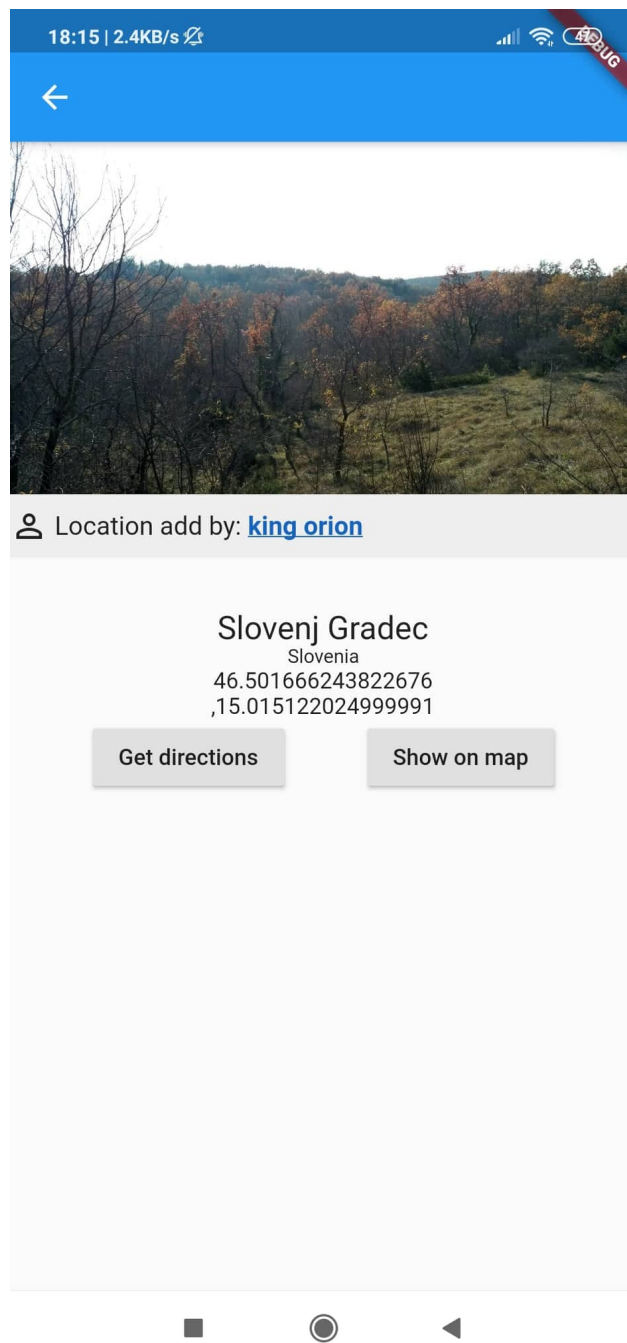 18:15 | 2.4KB/s
DEBUG
Location add by: king orion
Slovenj Gradec
Slovenia
46.501666243822676
,15.015122024999991
Get directions
Show on map